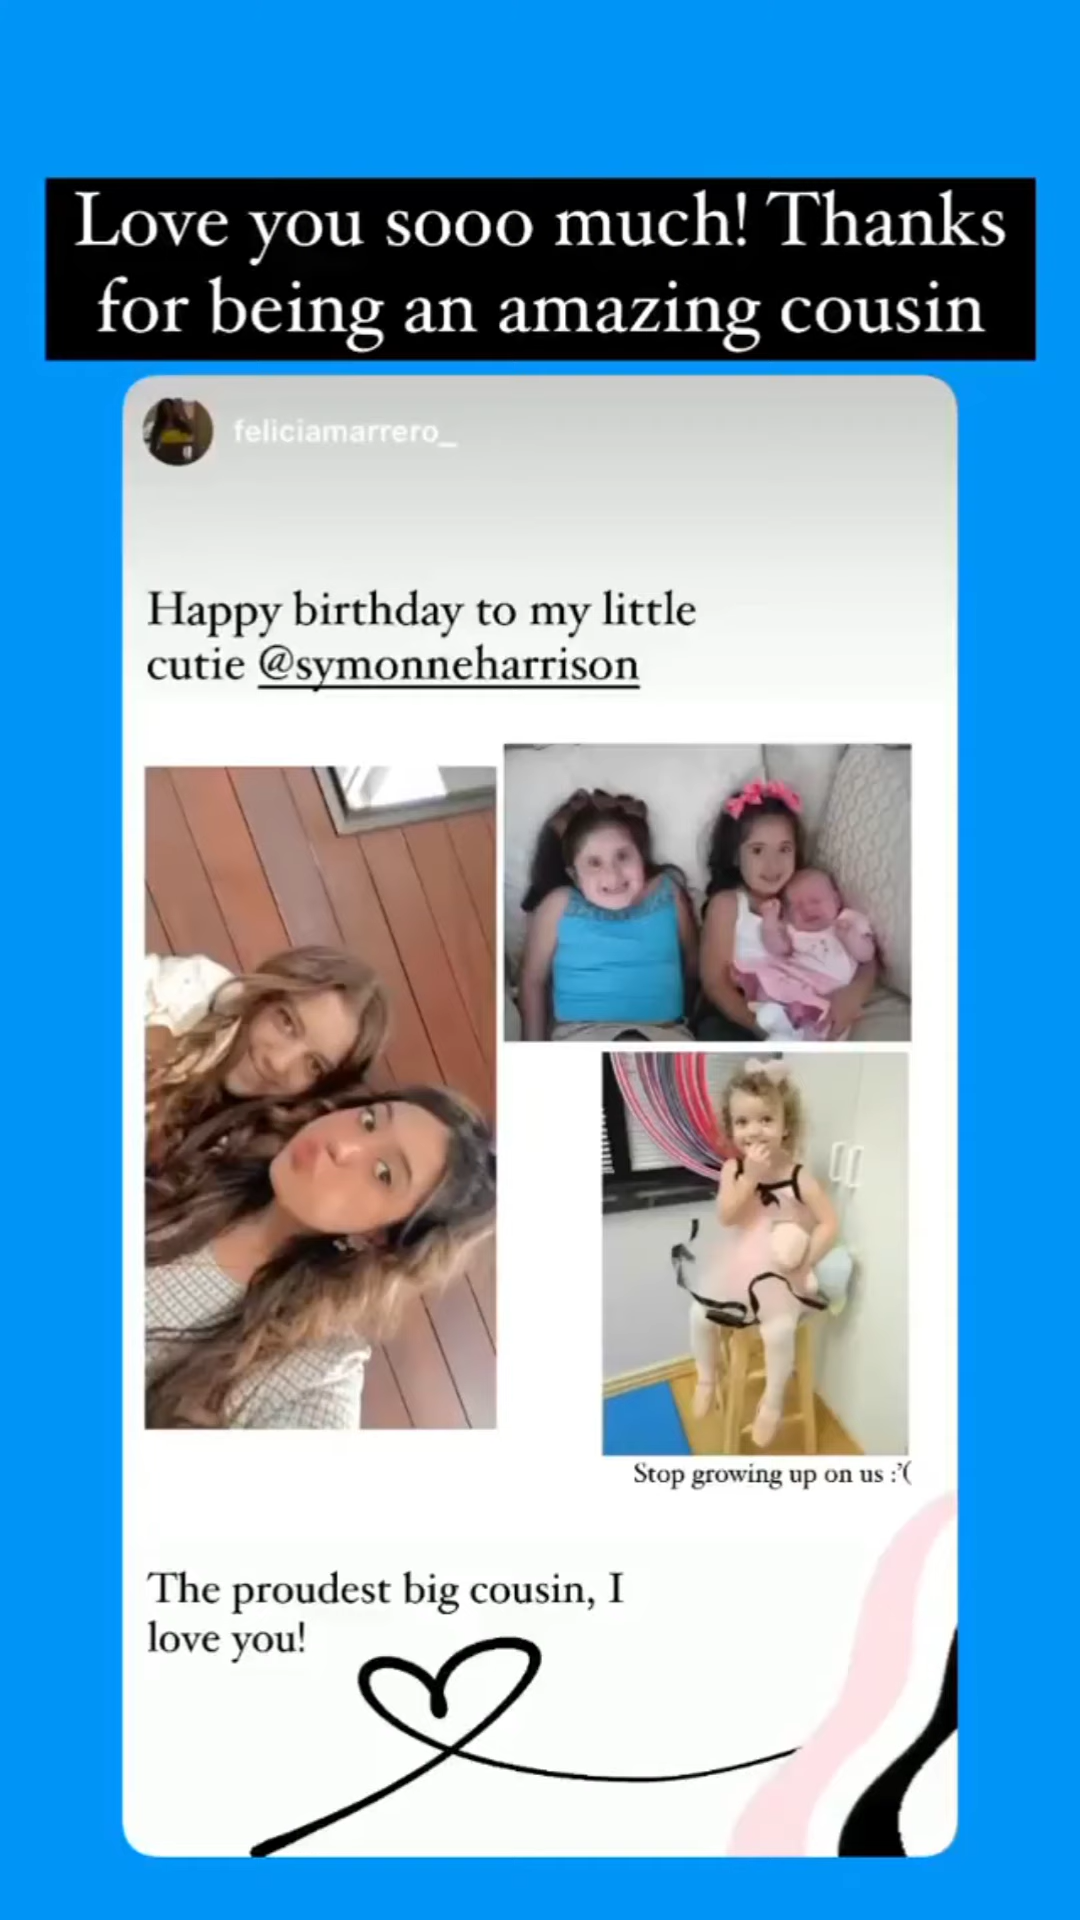 Love you sooo much! Thanks
for being an amazing cousin
feliciamarrero_
Happy birthday to my little
cutie @symonneharrison
Stop growing up on us :'(
The proudest big cousin, I
love you!